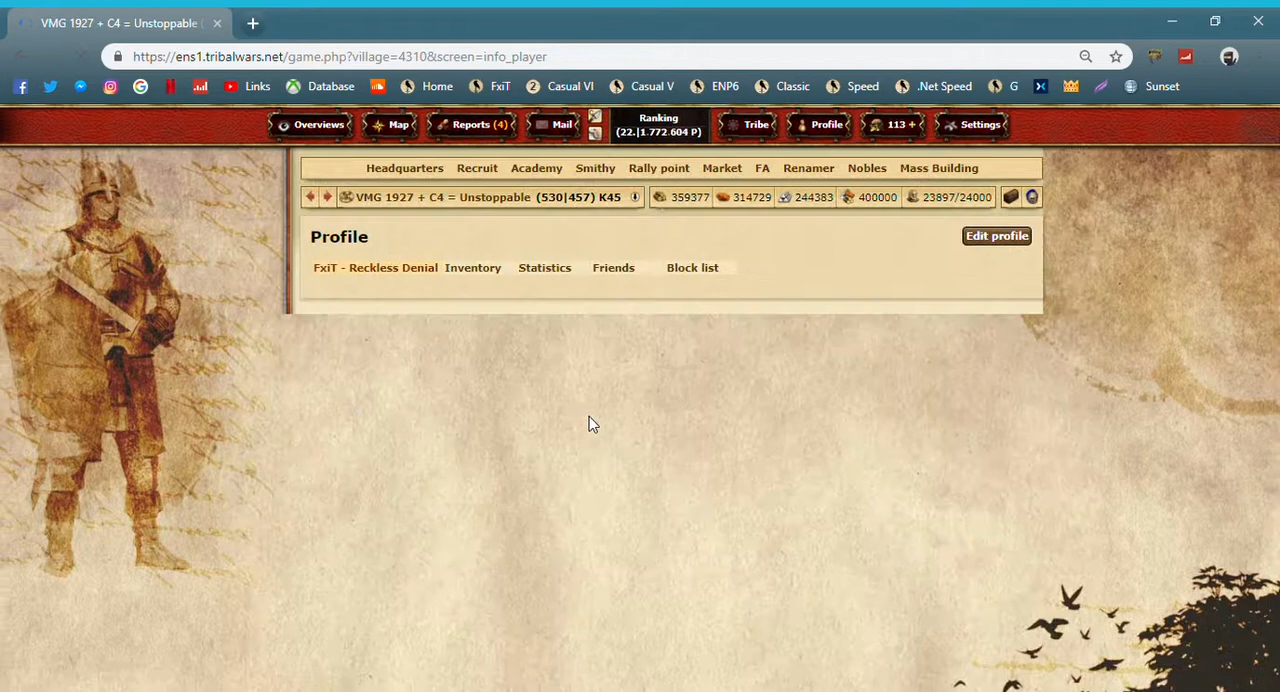 VMG 1927 + C4 = Unstoppable (
https://ens1.tribalwars.net/game.php?village=4310&screen=info_player
Links Database Home FxiT Casual VI Casual V ENP6 Classic Speed .Net Speed G Sunset
Overviews Map Reports (4) Mail Ranking (22.|1.772.604 P) Tribe Profile 113 + Settings
Headquarters Recruit Academy Smithy Rally point Market FA Renamer Nobles Mass Building
VMG 1927 + C4 = Unstoppable (530|457) K45 359377 314729 244383 400000 23897/24000
Profile Edit profile
FxiT - Reckless Denial Inventory Statistics Friends Block list